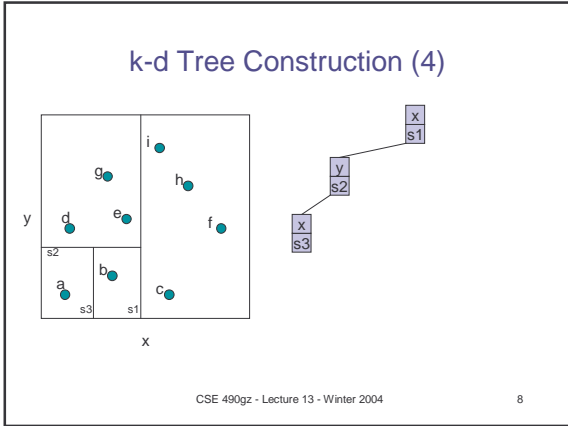 k-d Tree Construction (4)
x
s1
y
s2
x
s3
i
g
h
d
e
f
y
s2
a
b
c
s3
s1
x
CSE 490gz - Lecture 13 - Winter 2004
8